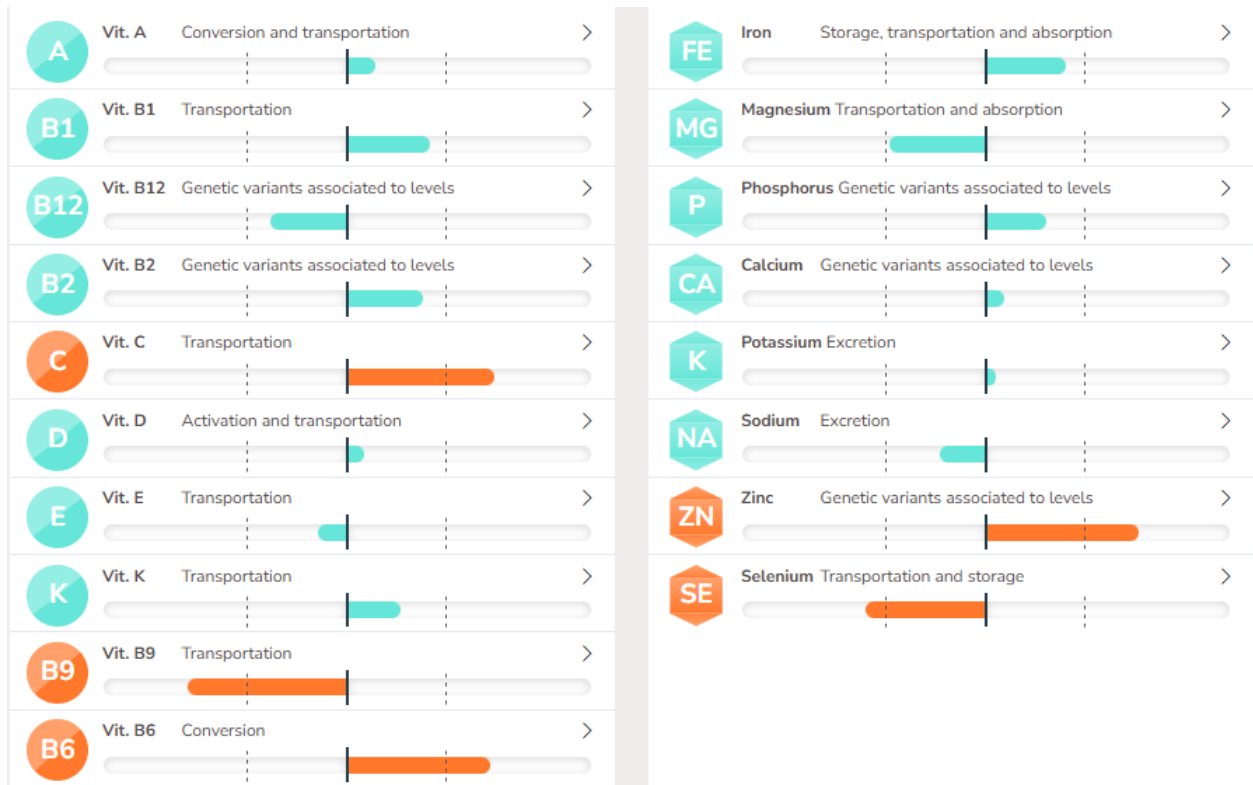 A Vit. A Conversion and transportation
B1 Vit. B1 Transportation
B12 Vit. B12 Genetic variants associated to levels
B2 Vit. B2 Genetic variants associated to levels
C Vit. C Transportation
D Vit. D Activation and transportation
E Vit. E Transportation
K Vit. K Transportation
B9 Vit. B9 Transportation
B6 Vit. B6 Conversion
FE Iron Storage, transportation and absorption
MG Magnesium Transportation and absorption
P Phosphorus Genetic variants associated to levels
CA Calcium Genetic variants associated to levels
K Potassium Excretion
NA Sodium Excretion
ZN Zinc Genetic variants associated to levels
SE Selenium Transportation and storage